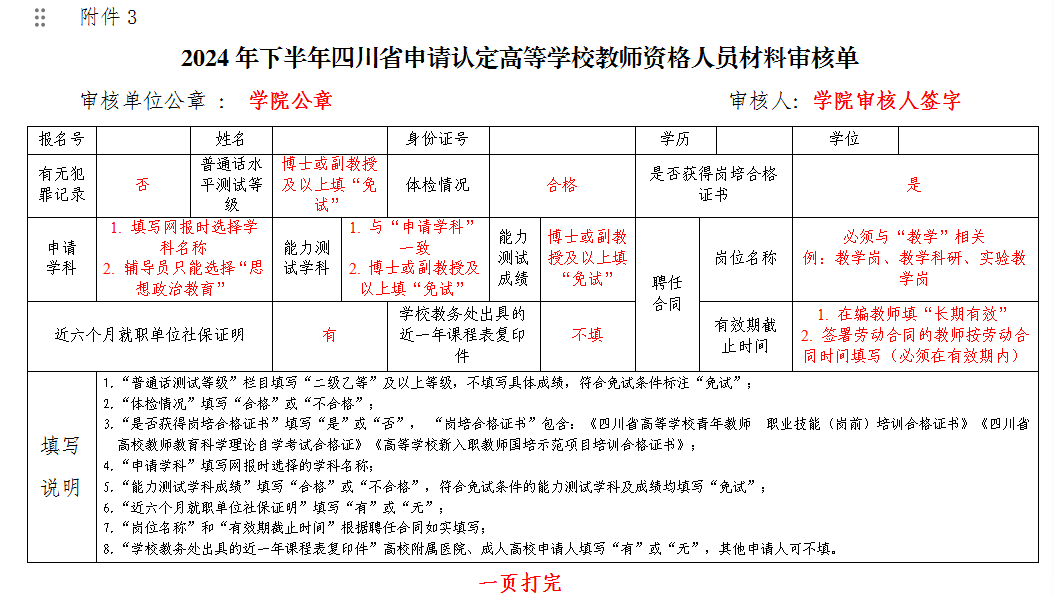 附件 3
2024 年下半年四川省申请认定高等学校教师资格人员材料审核单
审核单位公章 ： 学院公章 审核人: 学院审核人签字
报名号 姓名 身份证号 学历 学位
有无犯
罪记录
否
普通话水
平测试等
级
博士或副教授
及以上填“免
试”
体检情况
合格
是否获得岗培合格
证书
是
申请
学科
1. 填写网报时选择学
科名称
2. 辅导员只能选择“思
想政治教育”
能力测
试学科
1. 与“申请学科”
一致
2. 博士或副教授及
以上填“免试”
能力
测试
成绩
博士或副教
授及以上填
“免试”
聘任
合同
岗位名称
必须与“教学”相关
例：教学岗、教学科研、实验教
学岗
近六个月就职单位社保证明
有
学校教务处出具的
近一年课程表复印
件
不填
有效期截
止时间
1. 在编教师填“长期有效”
2. 签署劳动合同的教师按劳动合
同时间填写（必须在有效期内）
填写
说明
1.“普通话测试等级”栏目填写“二级乙等”及以上等级，不填写具体成绩，符合免试条件标注“免试”；
2.“体检情况”填写“合格”或“不合格”；
3.“是否获得岗培合格证书”填写“是”或“否”， “岗培合格证书”包含：《四川省高等学校青年教师 职业技能（岗前）培训合格证书》《四川省
高校教师教育科学理论自学考试合格证》《高等学校新入职教师国培示范项目培训合格证书》；
4.“申请学科”填写网报时选择的学科名称；
5.“能力测试学科成绩”填写“合格”或“不合格”，符合免试条件的能力测试学科及成绩均填写“免试”；
6.“近六个月就职单位社保证明”填写“有”或“无”；
7.“岗位名称”和“有效期截止时间”根据聘任合同如实填写；
8.“学校教务处出具的近一年课程表复印件”高校附属医院、成人高校申请人填写“有”或“无”，其他申请人可不填。
一页打完